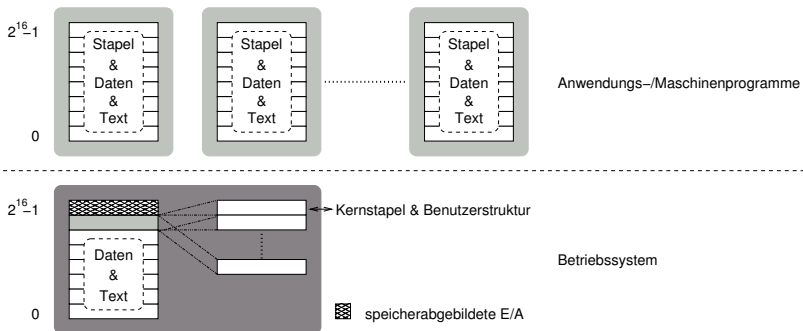 2^16–1
0
Stapel
&
Daten
&
Text
Stapel
&
Daten
&
Text
Stapel
&
Daten
&
Text
Anwendungs–/Maschinenprogramme
2^16–1
0
Daten
&
Text
Kernstapel & Benutzerstruktur
Betriebssystem
speicherabgebildete E/A